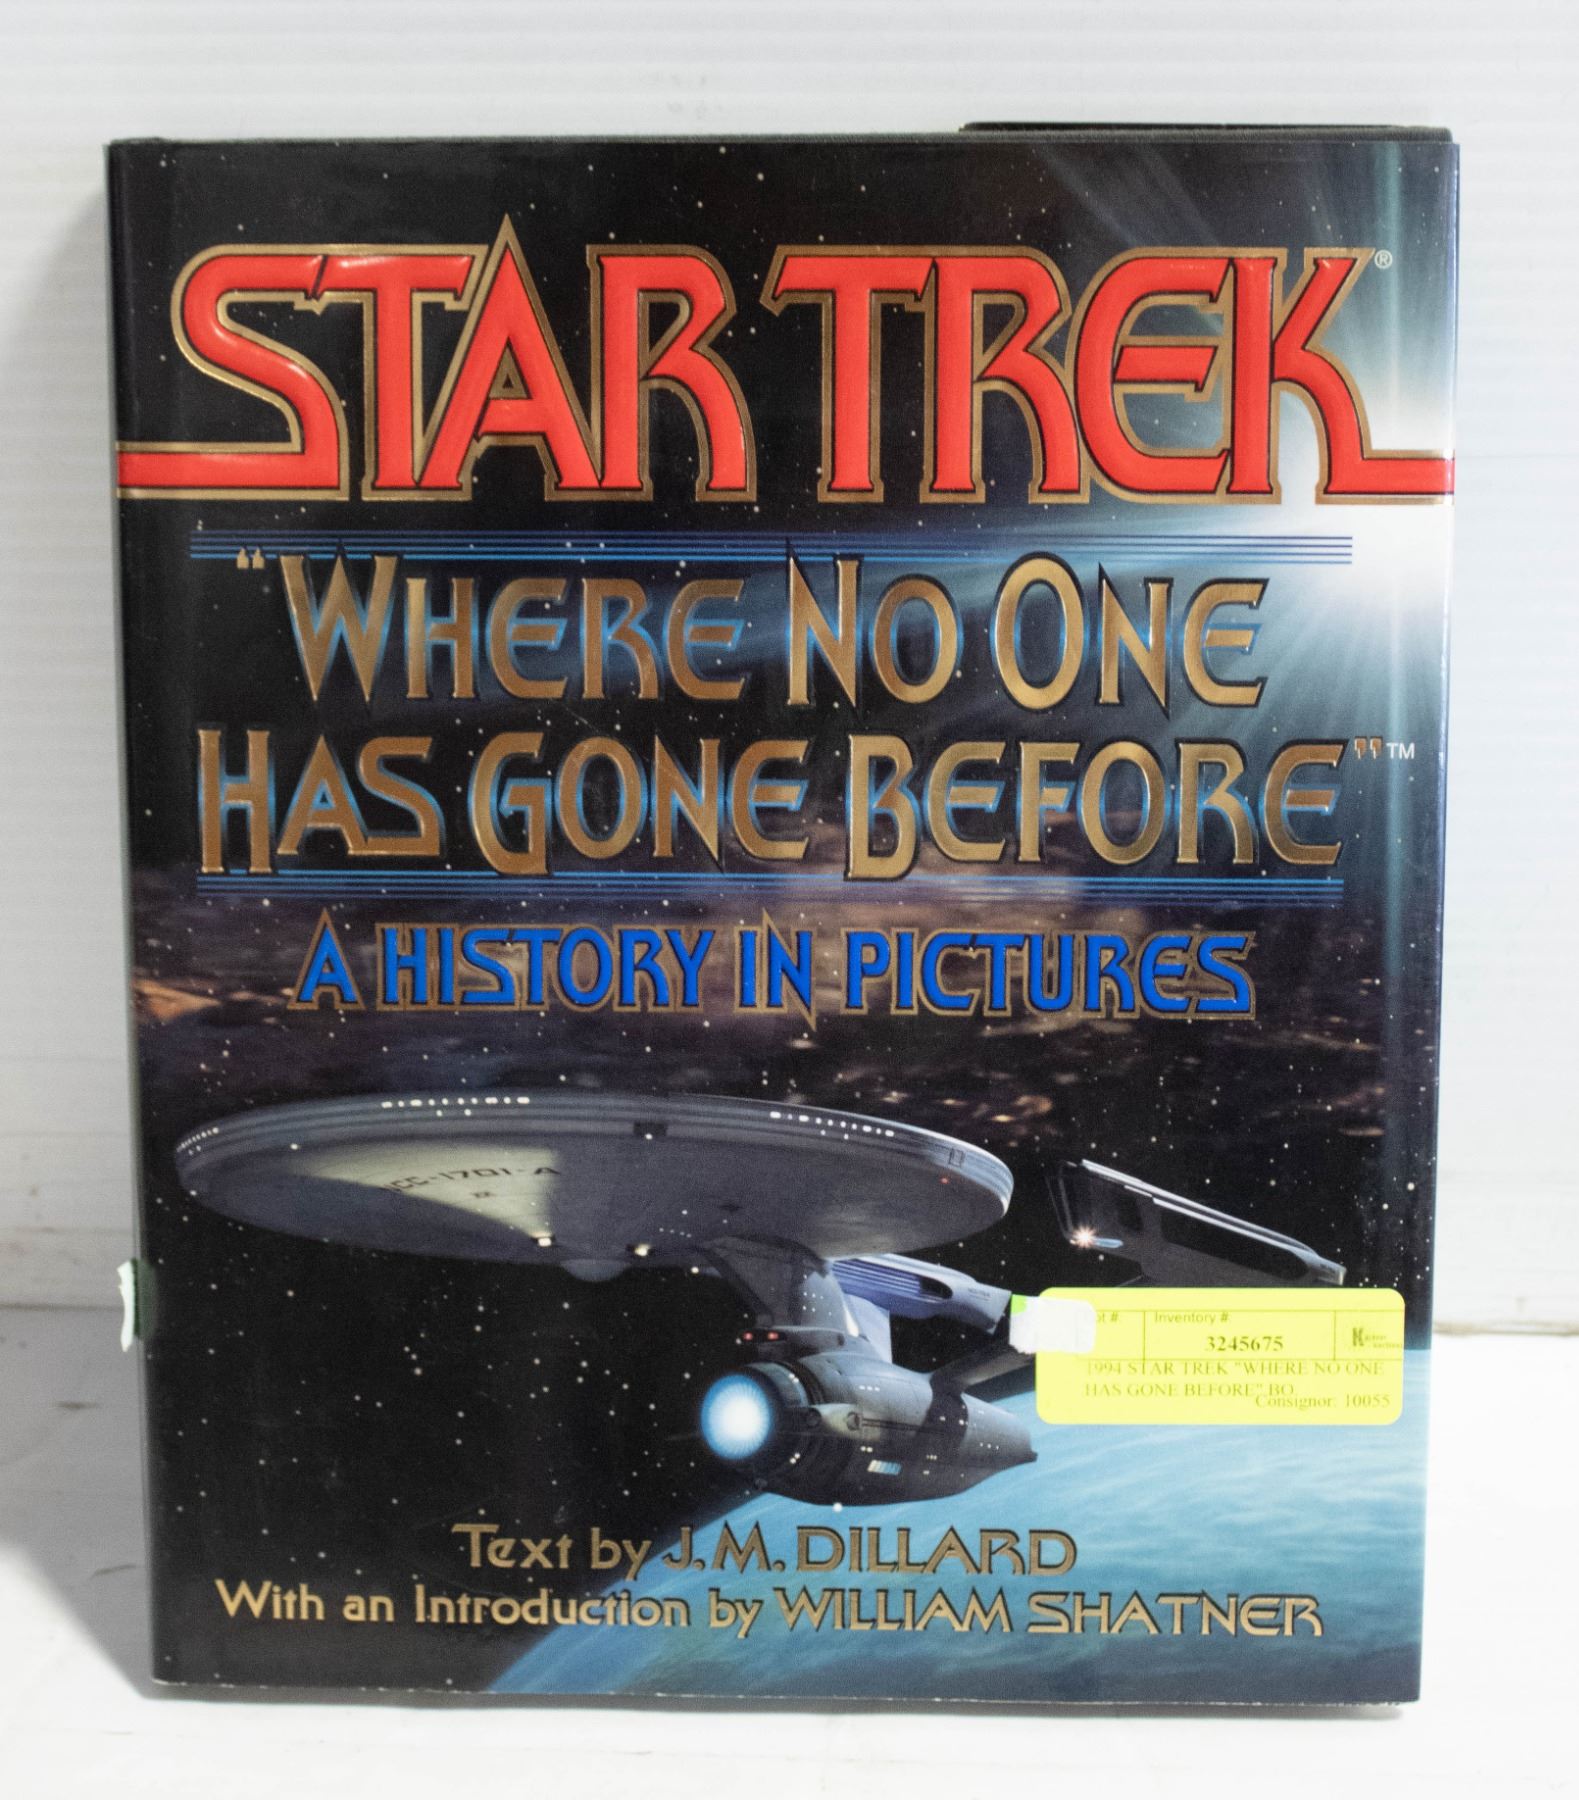 STAR TREK®
"WHERE NO ONE
HAS GONE BEFORE"™
A HISTORY IN PICTURES
NCC-1701-A
Inventory #
3245675
1994 STAR TREK "WHERE NO ONE
HAS GONE BEFORE" BO.
Consignor: 10055
Text by J.M. DILLARD
With an Introduction by WILLIAM SHATNER